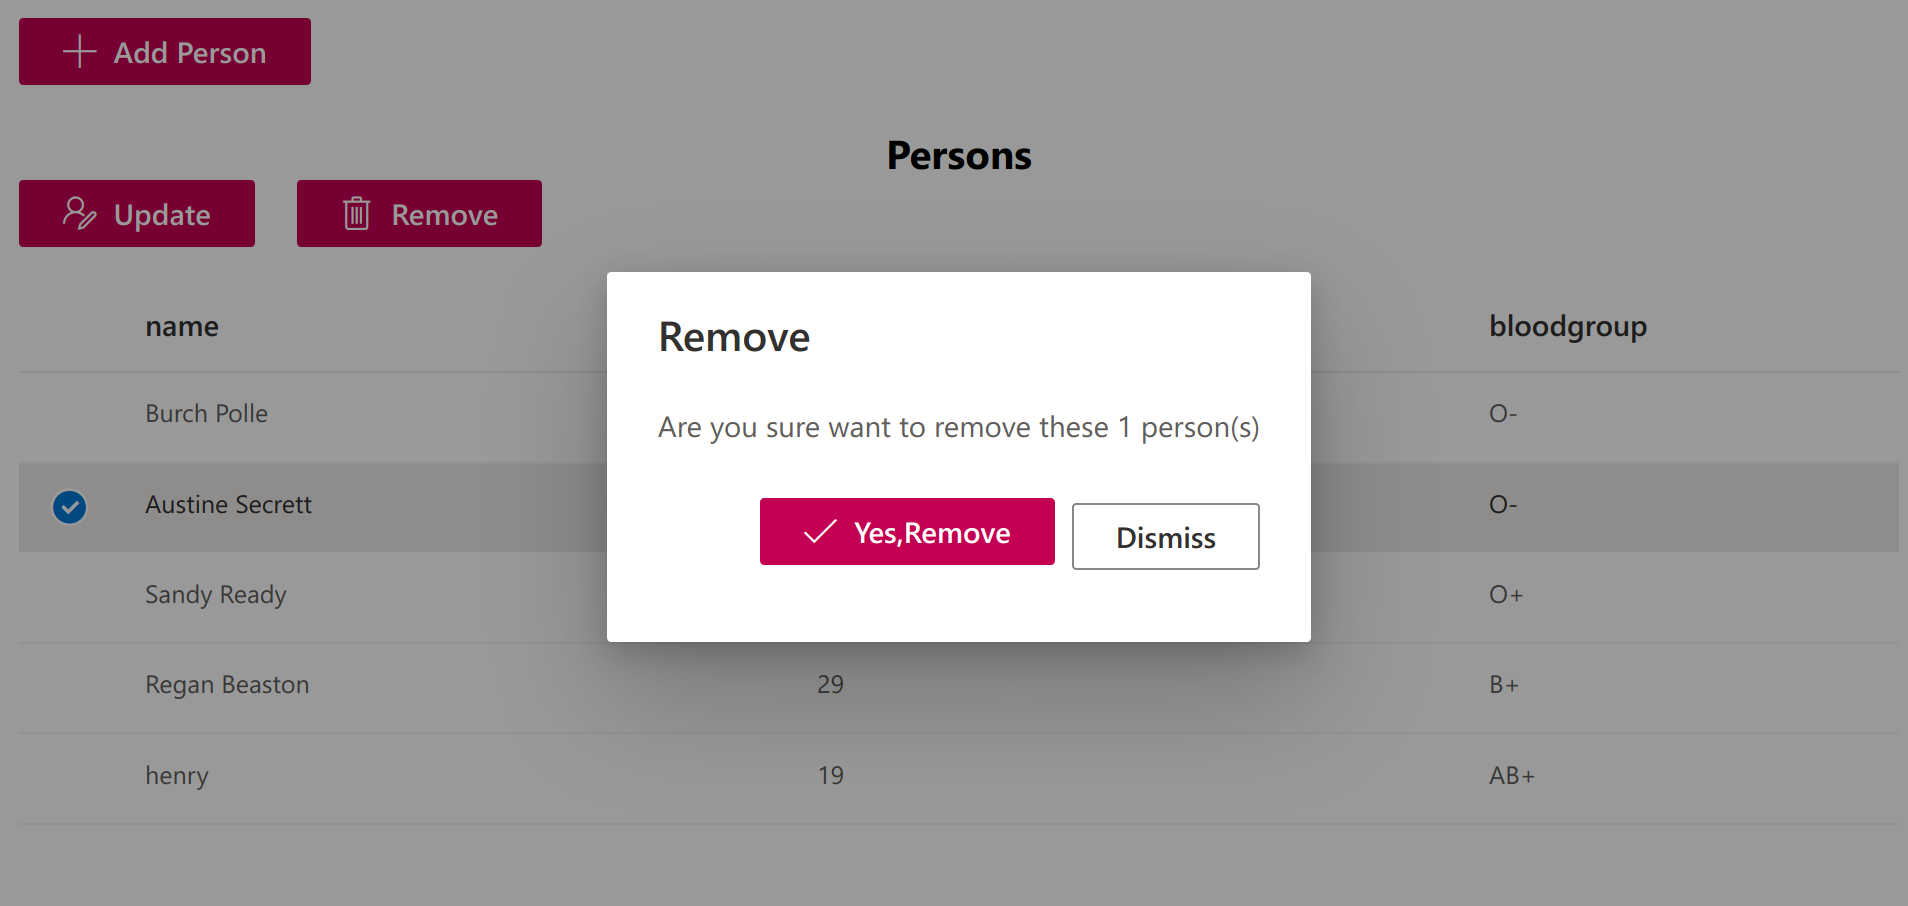 Add Person
Persons
Update Remove
name bloodgroup
Burch Polle O-
Austine Secrett O-
Sandy Ready O+
Regan Beaston 29 B+
henry 19 AB+
Remove
Are you sure want to remove these 1 person(s)
Yes,Remove Dismiss